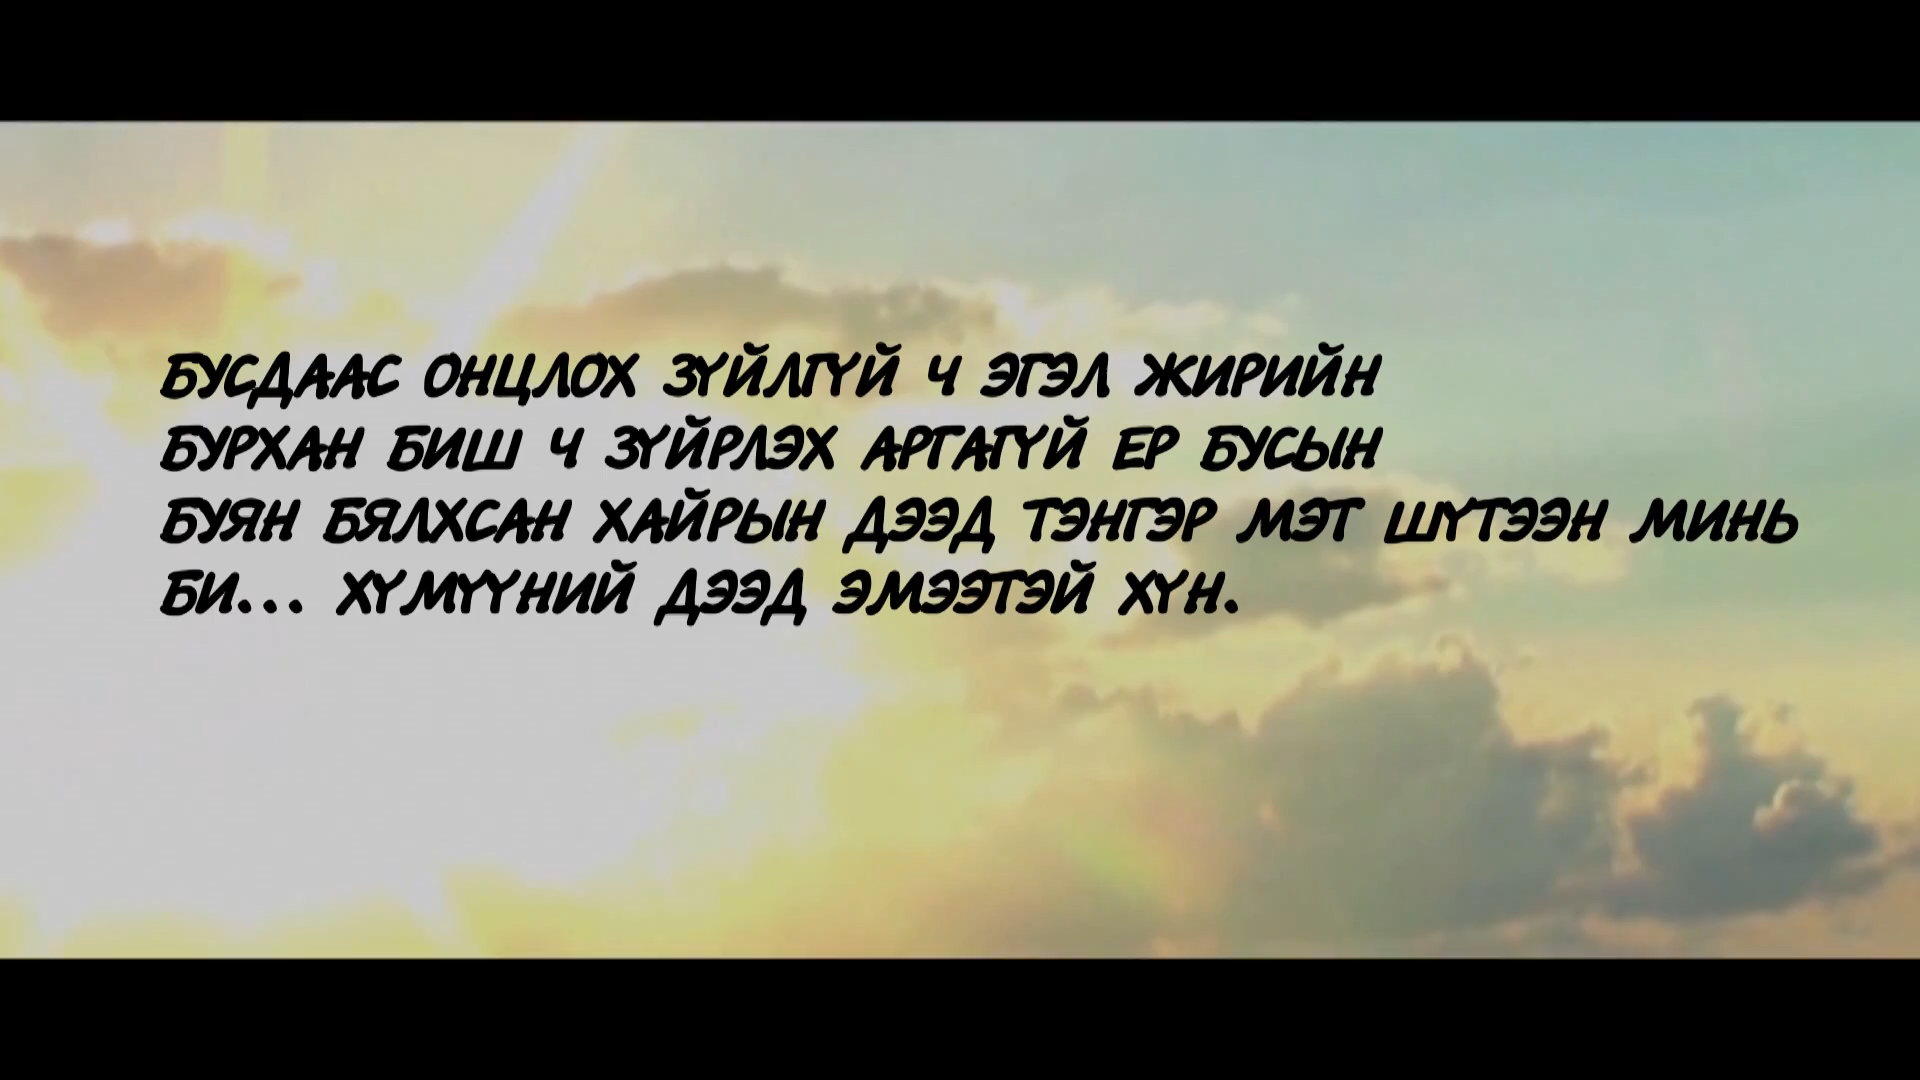 БУСДААС ОНЦЛОХ ЗҮЙЛГҮЙ Ч ЭГЭЛ ЖИРИЙН
БУРХАН БИШ Ч ЗҮЙРЛЭХ АРГАГҮЙ ЕР БУСЫН
БУЯН БЯЛХСАН ХАЙРЫН ДЭЭД ТЭНГЭР МЭТ ШҮТЭЭН МИНЬ
БИ... ХҮМҮҮНИЙ ДЭЭД ЭМЭЭТЭЙ ХҮН.